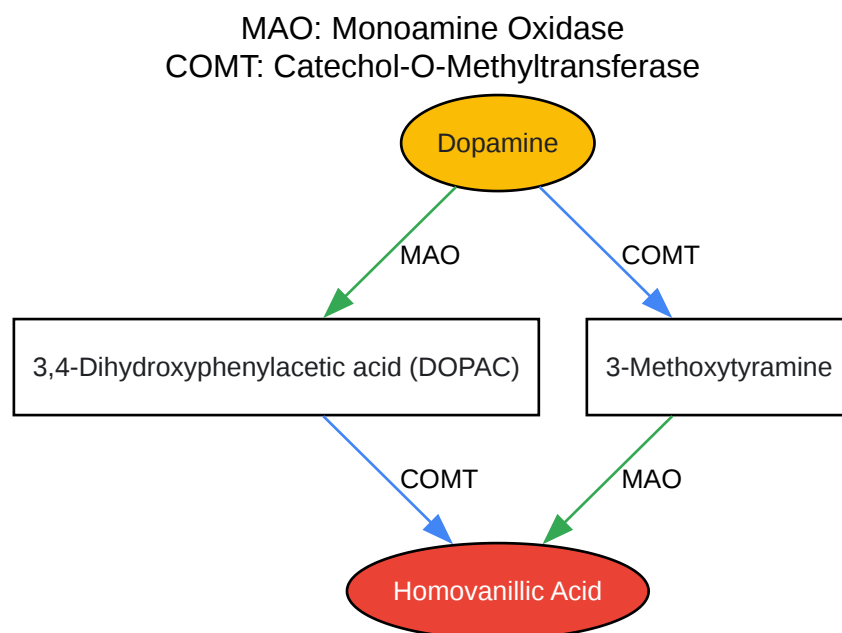 MAO: Monoamine Oxidase
COMT: Catechol-O-Methyltransferase
Dopamine
MAO
COMT
3,4-Dihydroxyphenylacetic acid (DOPAC)
3-Methoxytyramine
COMT
MAO
Homovanillic Acid